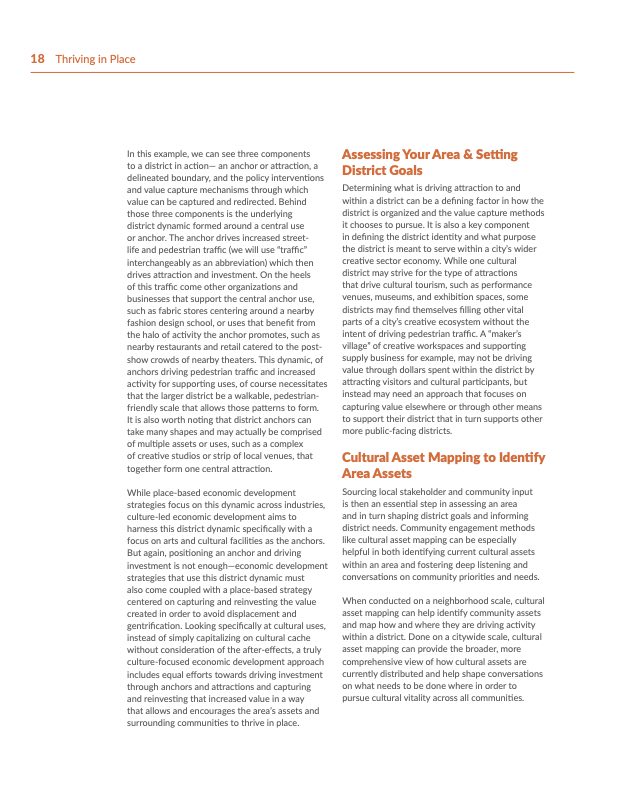 18 Thriving in Place
In this example, we can see three components
to a district in action— an anchor or attraction, a
delineated boundary, and the policy interventions
and value capture mechanisms through which
value can be captured and redirected. Behind
those three components is the underlying
district dynamic formed around a central use
or anchor. The anchor drives increased street-
life and pedestrian traffic (we will use “traffic”
interchangeably as an abbreviation) which then
drives attraction and investment. On the heels
of this traffic come other organizations and
businesses that support the central anchor use,
such as fabric stores centering around a nearby
fashion design school, or uses that benefit from
the halo of activity the anchor promotes, such as
nearby restaurants and retail catered to the post-
show crowds of nearby theaters. This dynamic, of
anchors driving pedestrian traffic and increased
activity for supporting uses, of course necessitates
that the larger district be a walkable, pedestrian-
friendly scale that allows those patterns to form.
It is also worth noting that district anchors can
take many shapes and may actually be comprised
of multiple assets or uses, such as a complex
of creative studios or strip of local venues, that
together form one central attraction.
While place-based economic development
strategies focus on this dynamic across industries,
culture-led economic development aims to
harness this district dynamic specifically with a
focus on arts and cultural facilities as the anchors.
But again, positioning an anchor and driving
investment is not enough—economic development
strategies that use this district dynamic must
also come coupled with a place-based strategy
centered on capturing and reinvesting the value
created in order to avoid displacement and
gentrification. Looking specifically at cultural uses,
instead of simply capitalizing on cultural cache
without consideration of the after-effects, a truly
culture-focused economic development approach
includes equal efforts towards driving investment
through anchors and attractions and capturing
and reinvesting that increased value in a way
that allows and encourages the area’s assets and
surrounding communities to thrive in place.
Assessing Your Area & Setting
District Goals
Determining what is driving attraction to and
within a district can be a defining factor in how the
district is organized and the value capture methods
it chooses to pursue. It is also a key component
in defining the district identity and what purpose
the district is meant to serve within a city’s wider
creative sector economy. While one cultural
district may strive for the type of attractions
that drive cultural tourism, such as performance
venues, museums, and exhibition spaces, some
districts may find themselves filling other vital
parts of a city’s creative ecosystem without the
intent of driving pedestrian traffic. A “maker’s
village” of creative workspaces and supporting
supply business for example, may not be driving
value through dollars spent within the district by
attracting visitors and cultural participants, but
instead may need an approach that focuses on
capturing value elsewhere or through other means
to support their district that in turn supports other
more public-facing districts.
Cultural Asset Mapping to Identify
Area Assets
Sourcing local stakeholder and community input
is then an essential step in assessing an area
and in turn shaping district goals and informing
district needs. Community engagement methods
like cultural asset mapping can be especially
helpful in both identifying current cultural assets
within an area and fostering deep listening and
conversations on community priorities and needs.
When conducted on a neighborhood scale, cultural
asset mapping can help identify community assets
and map how and where they are driving activity
within a district. Done on a citywide scale, cultural
asset mapping can provide the broader, more
comprehensive view of how cultural assets are
currently distributed and help shape conversations
on what needs to be done where in order to
pursue cultural vitality across all communities.